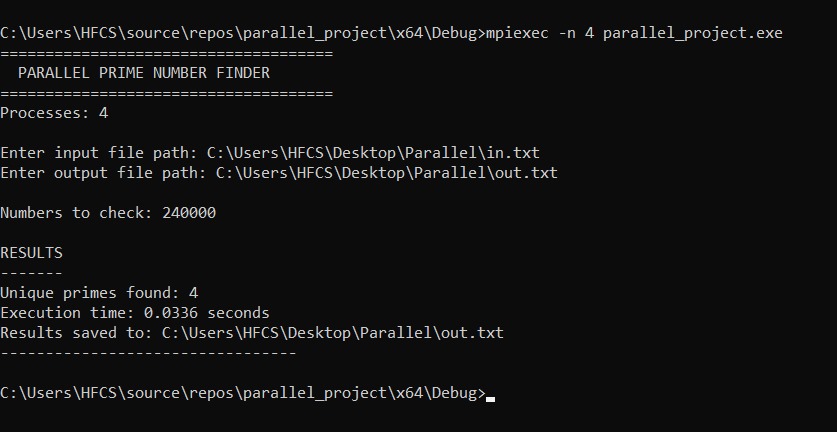 C:\Users\HFCS\source\repos\parallel_project\x64\Debug>mpiexec -n 4 parallel_project.exe
=====================================
  PARALLEL PRIME NUMBER FINDER
=====================================
Processes: 4

Enter input file path: C:\Users\HFCS\Desktop\Parallel\in.txt
Enter output file path: C:\Users\HFCS\Desktop\Parallel\out.txt

Numbers to check: 240000

RESULTS
-------
Unique primes found: 4
Execution time: 0.0336 seconds
Results saved to: C:\Users\HFCS\Desktop\Parallel\out.txt
---------------------------------

C:\Users\HFCS\source\repos\parallel_project\x64\Debug>